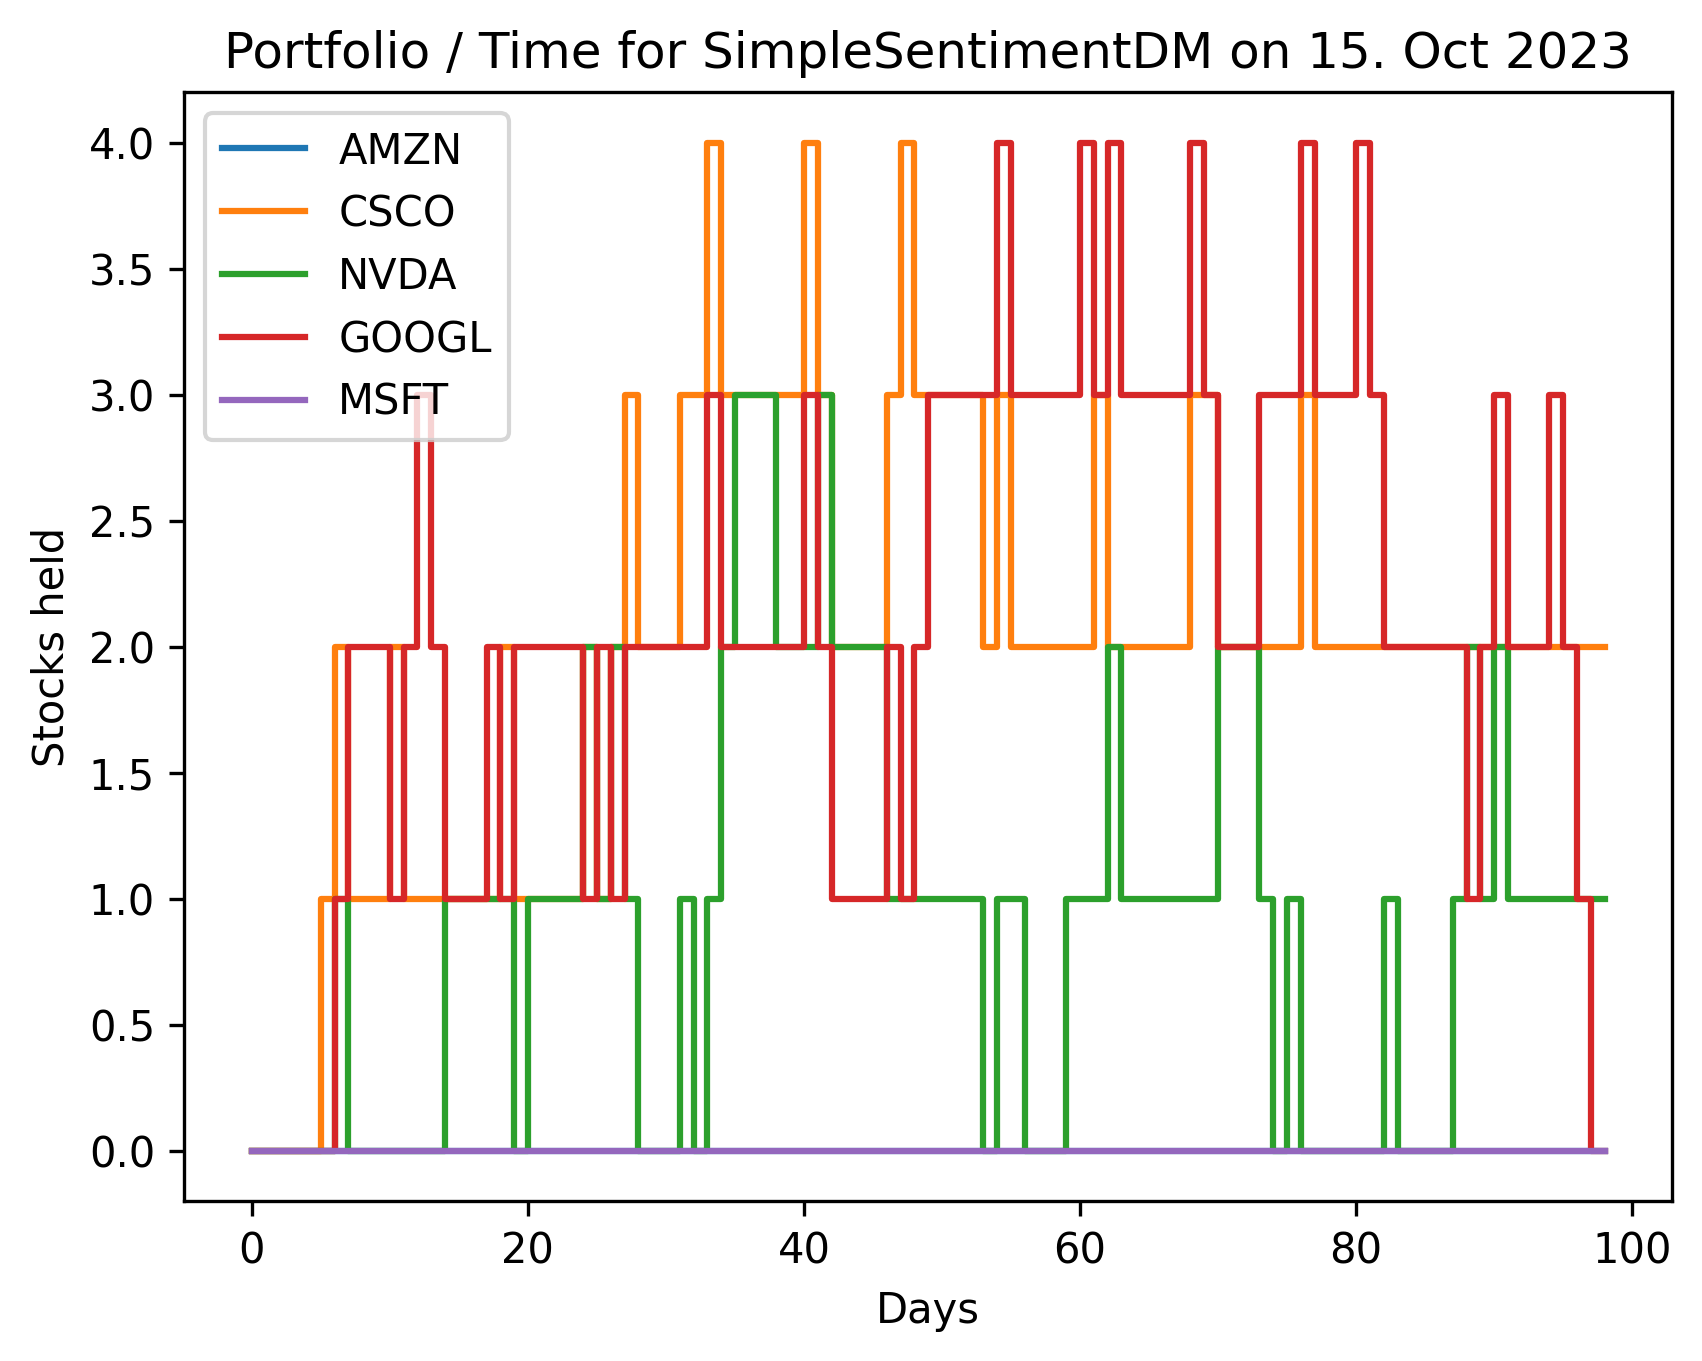 Portfolio / Time for SimpleSentimentDM on 15. Oct 2023
AMZN
CSCO
NVDA
GOOGL
MSFT
4.0
3.5
3.0
2.5
2.0
1.5
1.0
0.5
0.0
Stocks held
0 20 40 60 80 100
Days